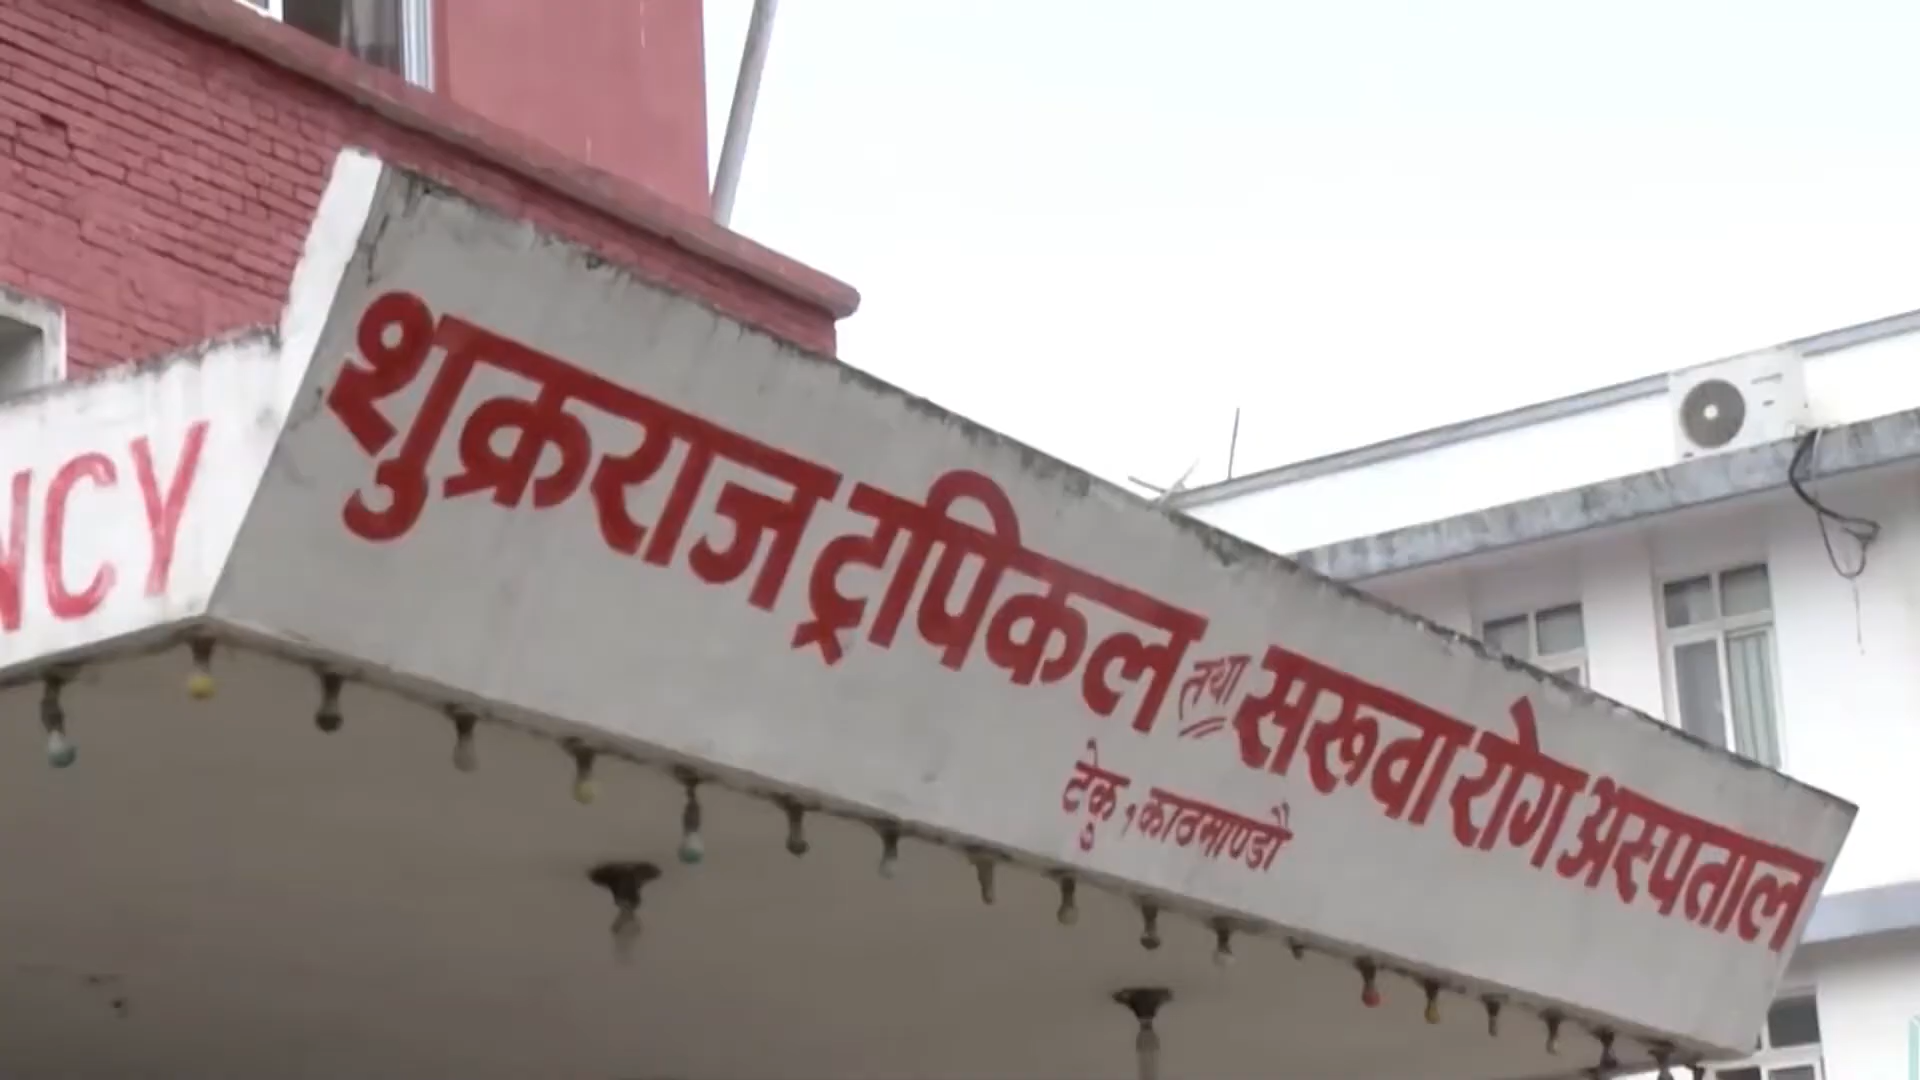 NCY
शुक्रराज ट्रपिकल तथा सरूवा रोग अस्पताल
टेकु, काठमाण्डौ